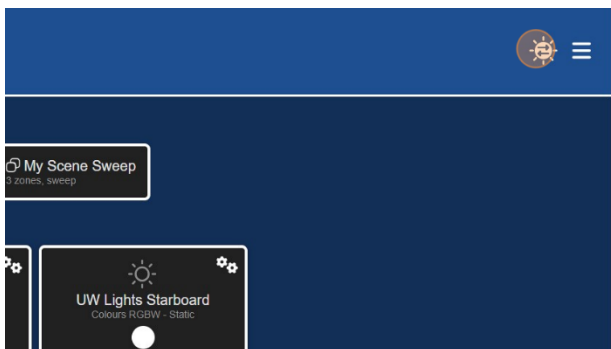 My Scene Sweep
3 zones, sweep
UW Lights Starboard
Colours RGBW - Static